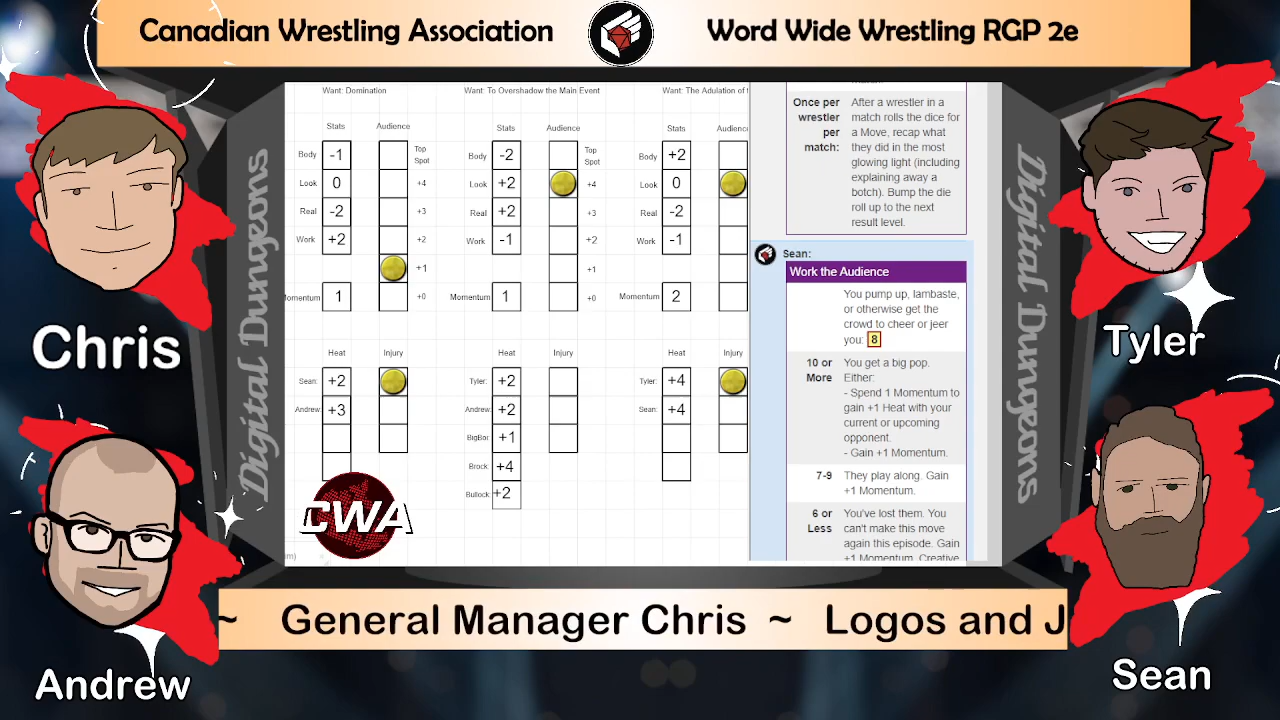 Canadian Wrestling Association
Word Wide Wrestling RGP 2e
Want: Domination
Want: To Overshadow the Main Event
Want: The Adulation of
Stats Audience
Body -1 Top Spot
Look 0 +4
Real -2 +3
Work +2 +2
+1
Momentum 1 +0
Heat Injury
Sean: +2
Andrew: +3
Stats Audience
Body -2 Top Spot
Look +2 +4
Real +2 +3
Work -1 +2
+1
Momentum 1 +0
Heat Injury
Tyler: +2
Andrew: +2
BigBor: +1
Brock: +4
Bullock: +2
Stats Audience
Body +2
Look 0
Real -2
Work -1
Momentum 2
Heat Injury
Tyler: +4
Sean: +4
Once per
wrestler
per
match:
After a wrestler in a
match rolls the dice for
a Move, recap what
they did in the most
glowing light (including
explaining away a
botch). Bump the die
roll up to the next
result level.
Sean:
Work the Audience
You pump up, lambaste,
or otherwise get the
crowd to cheer or jeer
you: 8
10 or
More
You get a big pop.
Either:
- Spend 1 Momentum to
gain +1 Heat with your
current or upcoming
opponent.
- Gain +1 Momentum.
7-9
They play along. Gain
+1 Momentum.
6 or
Less
You've lost them. You
can't make this move
again this episode. Gain
+1 Momentum. Creative
CWA
Digital Dungeons
Digital Dungeons
Chris
Andrew
Tyler
Sean
~ General Manager Chris ~ Logos and J